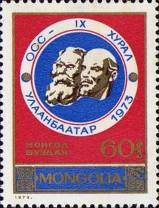 ОСС - IX ХУРАЛ
УЛААНБААТАР 1973
МОНГОЛ
ШУУДАН
60
MONGOLIA
1973.